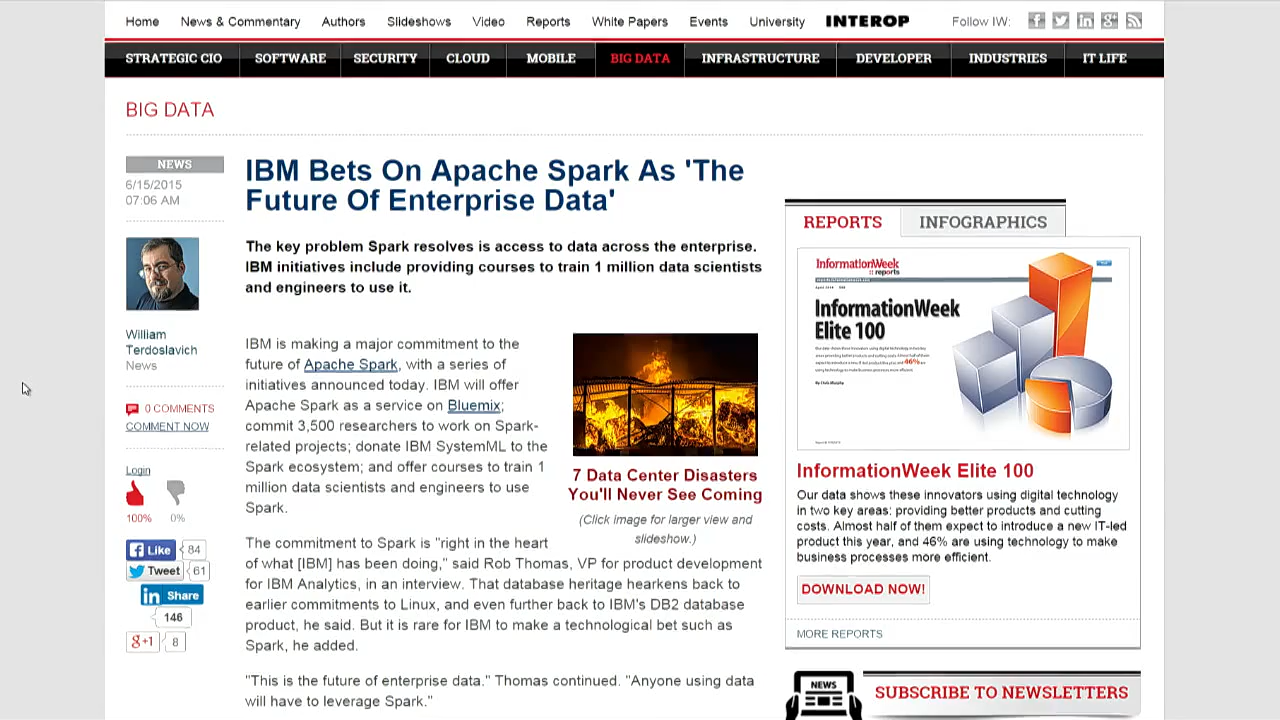 Home News & Commentary Authors Slideshows Video Reports White Papers Events University INTEROP Follow IW:
STRATEGIC CIO SOFTWARE SECURITY CLOUD MOBILE BIG DATA INFRASTRUCTURE DEVELOPER INDUSTRIES IT LIFE
BIG DATA
NEWS
6/15/2015
07:06 AM
William
Terdoslavich
News
0 COMMENTS
COMMENT NOW
Login
100% 0%
Like 84
Tweet 61
in Share
146
g+1 8
IBM Bets On Apache Spark As 'The
Future Of Enterprise Data'
The key problem Spark resolves is access to data across the enterprise.
IBM initiatives include providing courses to train 1 million data scientists
and engineers to use it.
IBM is making a major commitment to the
future of Apache Spark, with a series of
initiatives announced today. IBM will offer
Apache Spark as a service on Bluemix;
commit 3,500 researchers to work on Spark-
related projects; donate IBM SystemML to the
Spark ecosystem; and offer courses to train 1
million data scientists and engineers to use
Spark.
7 Data Center Disasters
You'll Never See Coming
(Click image for larger view and
slideshow.)
The commitment to Spark is "right in the heart
of what [IBM] has been doing," said Rob Thomas, VP for product development
for IBM Analytics, in an interview. That database heritage hearkens back to
earlier commitments to Linux, and even further back to IBM's DB2 database
product, he said. But it is rare for IBM to make a technological bet such as
Spark, he added.
"This is the future of enterprise data." Thomas continued. "Anyone using data
will have to leverage Spark."
REPORTS INFOGRAPHICS
InformationWeek
:: reports
InformationWeek
Elite 100
46%
InformationWeek Elite 100
Our data shows these innovators using digital technology
in two key areas: providing better products and cutting
costs. Almost half of them expect to introduce a new IT-led
product this year, and 46% are using technology to make
business processes more efficient.
DOWNLOAD NOW!
MORE REPORTS
NEWS
SUBSCRIBE TO NEWSLETTERS